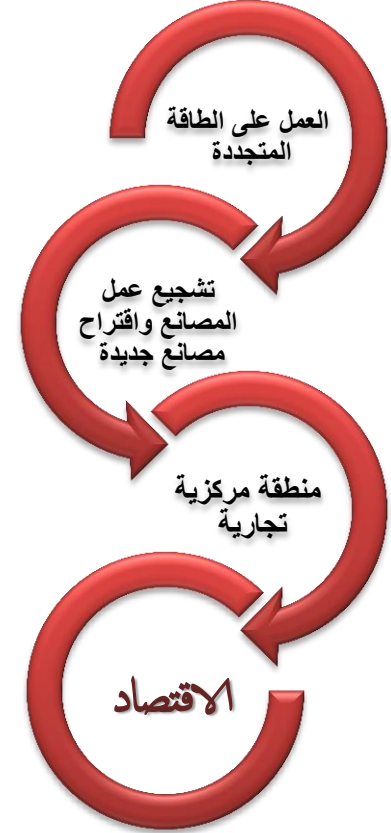 العمل على الطاقة
المتجددة
تشجيع عمل
المصانع واقتراح
مصانع جديدة
منطقة مركزية
تجارية
الاقتصاد